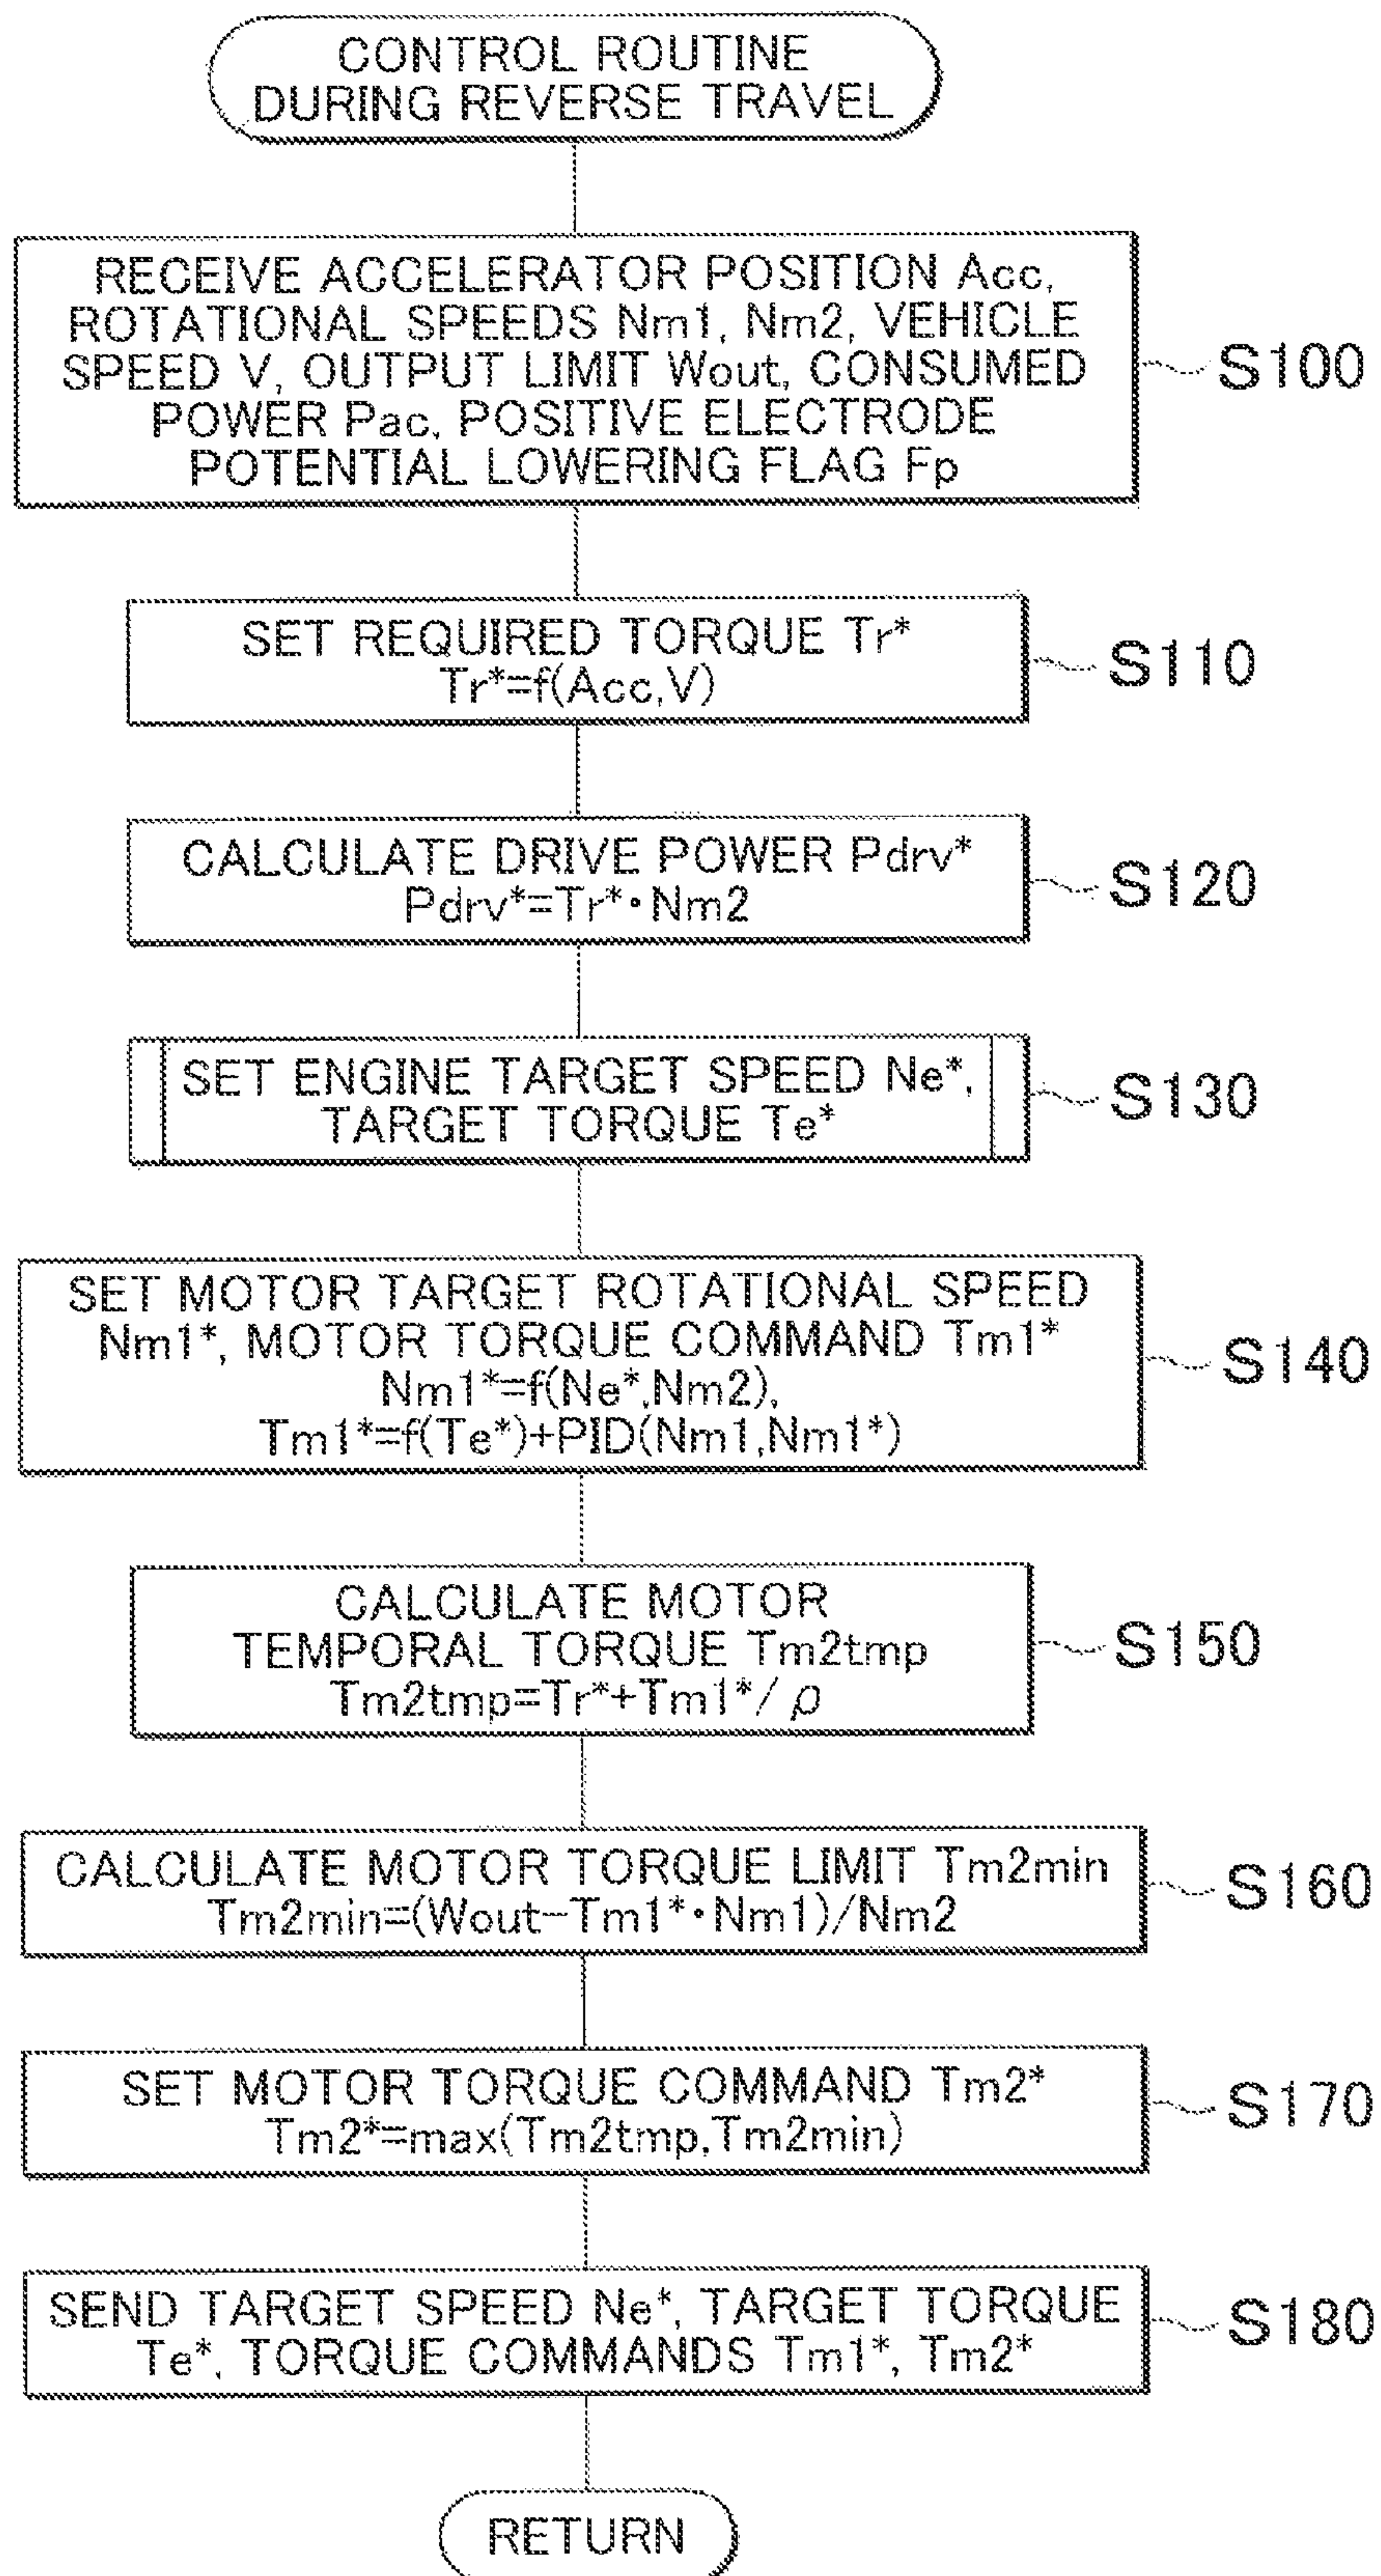 CONTROL ROUTINE
DURING REVERSE TRAVEL
RECEIVE ACCELERATOR POSITION Acc,
ROTATIONAL SPEEDS Nm1, Nm2, VEHICLE
SPEED V, OUTPUT LIMIT Wout, CONSUMED
POWER Pac, POSITIVE ELECTRODE
POTENTIAL LOWERING FLAG Fp
S100
SET REQUIRED TORQUE Tr*
Tr*=f(Acc,V)
S110
CALCULATE DRIVE POWER Pdrv*
Pdrv*=Tr*・Nm2
S120
SET ENGINE TARGET SPEED Ne*,
TARGET TORQUE Te*
S130
SET MOTOR TARGET ROTATIONAL SPEED
Nm1*, MOTOR TORQUE COMMAND Tm1*
Nm1*=f(Ne*,Nm2),
Tm1*=f(Te*)+PID(Nm1,Nm1*)
S140
CALCULATE MOTOR
TEMPORAL TORQUE Tm2tmp
Tm2tmp=Tr*+Tm1*/ρ
S150
CALCULATE MOTOR TORQUE LIMIT Tm2min
Tm2min=(Wout-Tm1*・Nm1)/Nm2
S160
SET MOTOR TORQUE COMMAND Tm2*
Tm2*=max(Tm2tmp,Tm2min)
S170
SEND TARGET SPEED Ne*, TARGET TORQUE
Te*, TORQUE COMMANDS Tm1*, Tm2*
S180
RETURN